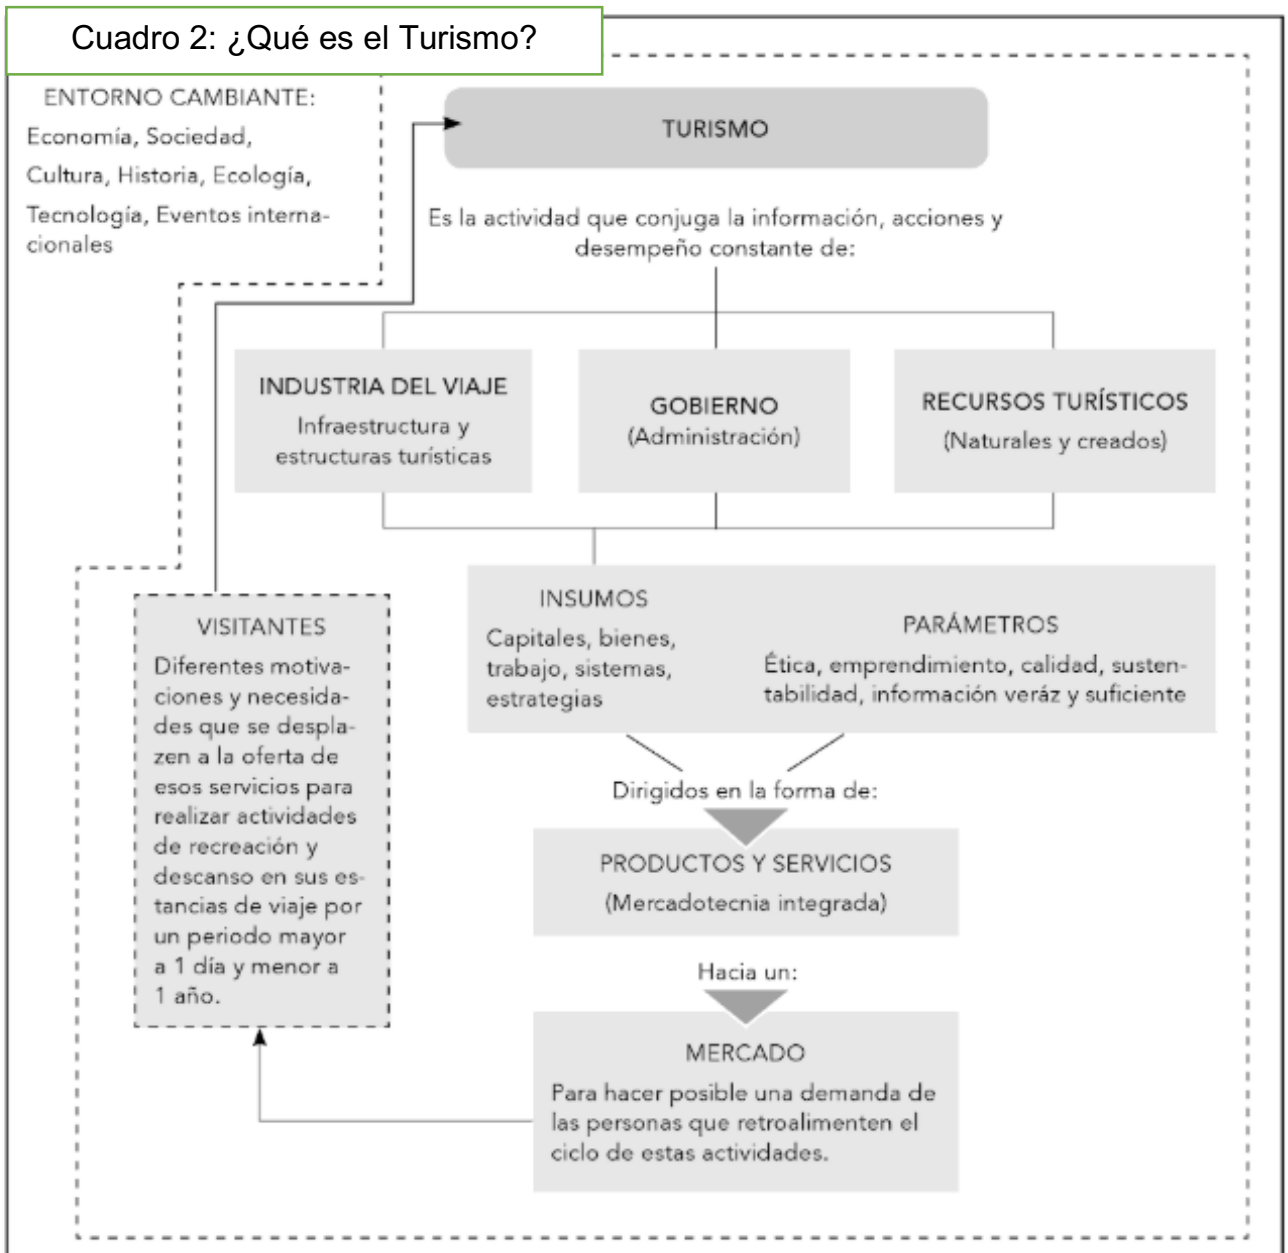 Cuadro 2: ¿Qué es el Turismo?
ENTORNO CAMBIANTE:
Economía, Sociedad,
Cultura, Historia, Ecología,
Tecnología, Eventos interna-
cionales
TURISMO
Es la actividad que conjuga la información, acciones y
desempeño constante de:
INDUSTRIA DEL VIAJE
Infraestructura y
estructuras turísticas
GOBIERNO
(Administración)
RECURSOS TURÍSTICOS
(Naturales y creados)
INSUMOS
Capitales, bienes,
trabajo, sistemas,
estrategias
PARÁMETROS
Ética, emprendimiento, calidad, susten-
tabilidad, información veráz y suficiente
Dirigidos en la forma de:
PRODUCTOS Y SERVICIOS
(Mercadotecnia integrada)
Hacia un:
MERCADO
Para hacer posible una demanda de
las personas que retroalimenten el
ciclo de estas actividades.
VISITANTES
Diferentes motiva-
ciones y necesida-
des que se despla-
zen a la oferta de
esos servicios para
realizar actividades
de recreación y
descanso en sus es-
tancias de viaje por
un periodo mayor
a 1 día y menor a
1 año.